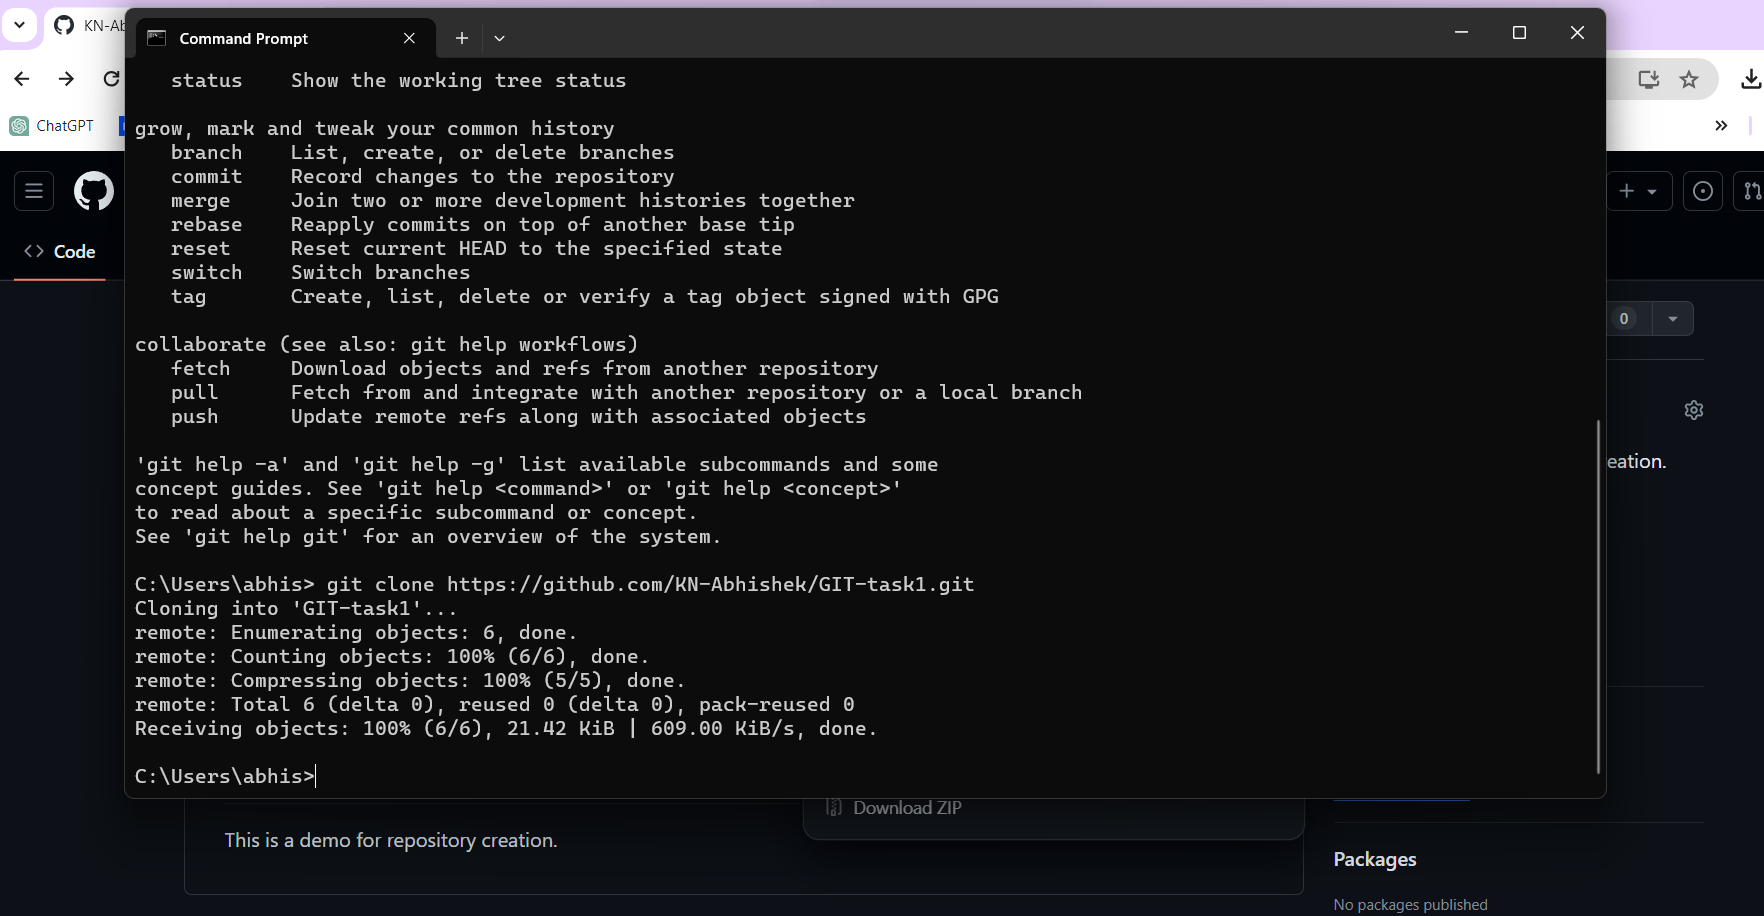 KN-Ab
Command Prompt
ChatGPT
Code
status    Show the working tree status
grow, mark and tweak your common history
branch    List, create, or delete branches
commit    Record changes to the repository
merge     Join two or more development histories together
rebase    Reapply commits on top of another base tip
reset     Reset current HEAD to the specified state
switch    Switch branches
tag       Create, list, delete or verify a tag object signed with GPG
0
collaborate (see also: git help workflows)
fetch     Download objects and refs from another repository
pull      Fetch from and integrate with another repository or a local branch
push      Update remote refs along with associated objects
eation.
'git help -a' and 'git help -g' list available subcommands and some
concept guides. See 'git help <command>' or 'git help <concept>'
to read about a specific subcommand or concept.
See 'git help git' for an overview of the system.
C:\Users\abhis> git clone https://github.com/KN-Abhishek/GIT-task1.git
Cloning into 'GIT-task1'...
remote: Enumerating objects: 6, done.
remote: Counting objects: 100% (6/6), done.
remote: Compressing objects: 100% (5/5), done.
remote: Total 6 (delta 0), reused 0 (delta 0), pack-reused 0
Receiving objects: 100% (6/6), 21.42 KiB | 609.00 KiB/s, done.
C:\Users\abhis>
Download ZIP
This is a demo for repository creation.
Packages
No packages published